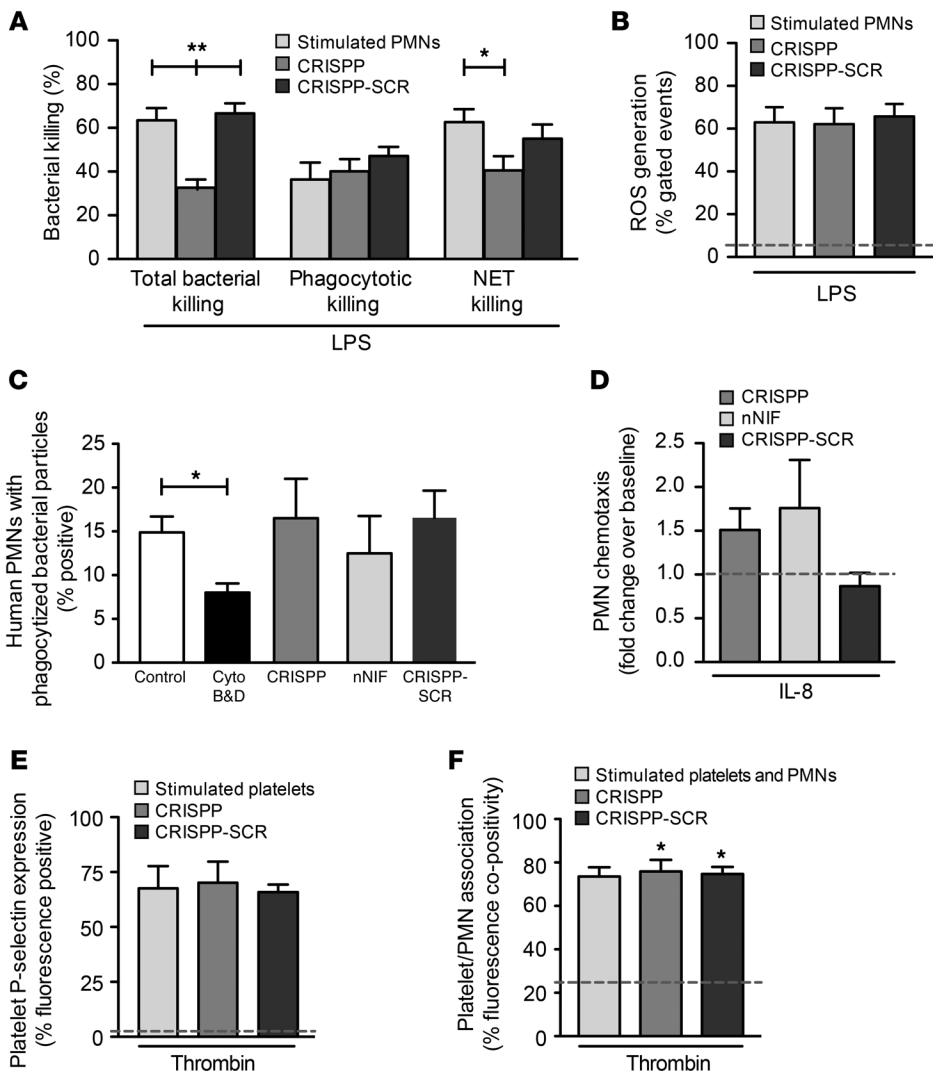 A
Bacterial killing (%)
100
80
60
40
20
0
**
*
Stimulated PMNs
CRISPP
CRISPP-SCR
Total bacterial
killing
Phagocytotic
killing
NET
killing
LPS
B
ROS generation
(% gated events)
100
80
60
40
20
0
Stimulated PMNs
CRISPP
CRISPP-SCR
LPS
C
Human PMNs with
phagocytized bacterial particles
(% positive)
25
20
15
10
5
0
*
Control
Cyto
B&D
CRISPP
nNIF
CRISPP-
SCR
D
CRISPP
nNIF
CRISPP-SCR
PMN chemotaxis
(fold change over baseline)
2.5
2.0
1.5
1.0
0.5
0
IL-8
E
Stimulated platelets
CRISPP
CRISPP-SCR
Platelet P-selectin expression
(% fluorescence positive)
100
75
50
25
0
Thrombin
F
Stimulated platelets and PMNs
CRISPP
CRISPP-SCR
Platelet/PMN association
(% fluorescence co-positivity)
100
80
60
40
20
0
*
*
Thrombin